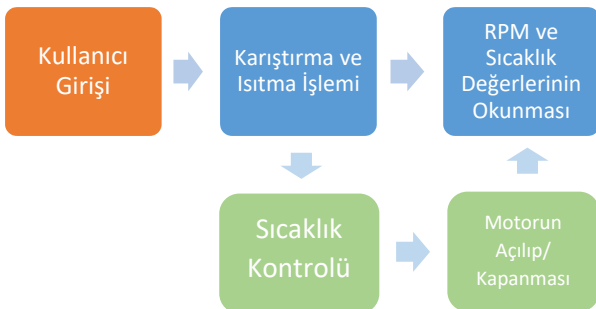 Kullanıcı
Girişi
Karıştırma ve
Isıtma İşlemi
RPM ve
Sıcaklık
Değerlerinin
Okunması
Sıcaklık
Kontrolü
Motorun
Açılıp/
Kapanması